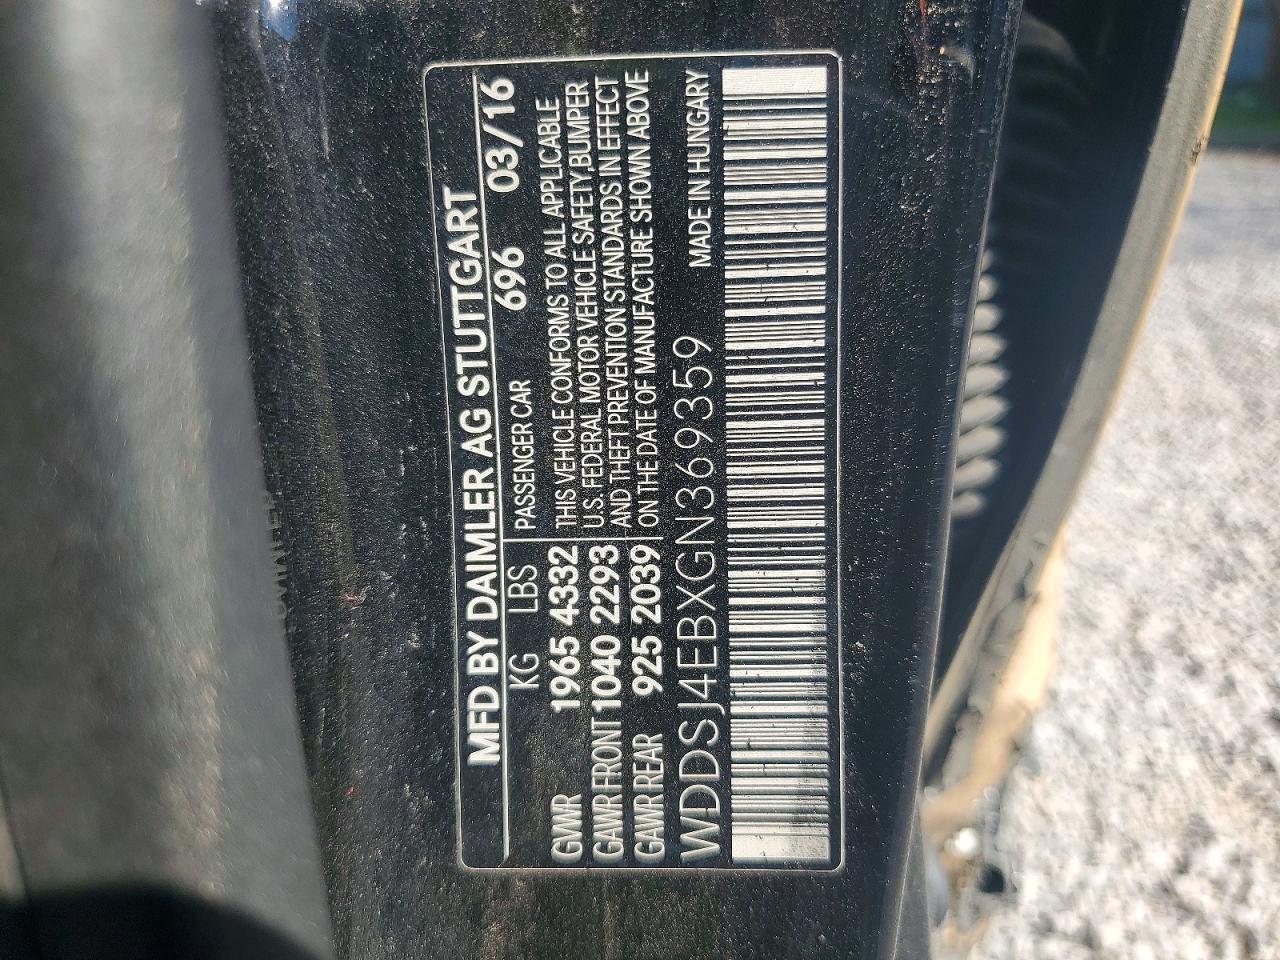 MFD BY DAIMLER AG STUTTGART
KG LBS PASSENGER CAR 696 03/16
GVWR 1965 4332 THIS VEHICLE CONFORMS TO ALL APPLICABLE
GAWR FRONT 1040 2293 U.S. FEDERAL MOTOR VEHICLE SAFETY,BUMPER
AND THEFT PREVENTION STANDARDS IN EFFECT
GAWR REAR 925 2039 ON THE DATE OF MANUFACTURE SHOWN ABOVE
WDDSJ4EBXGN369359 MADE IN HUNGARY